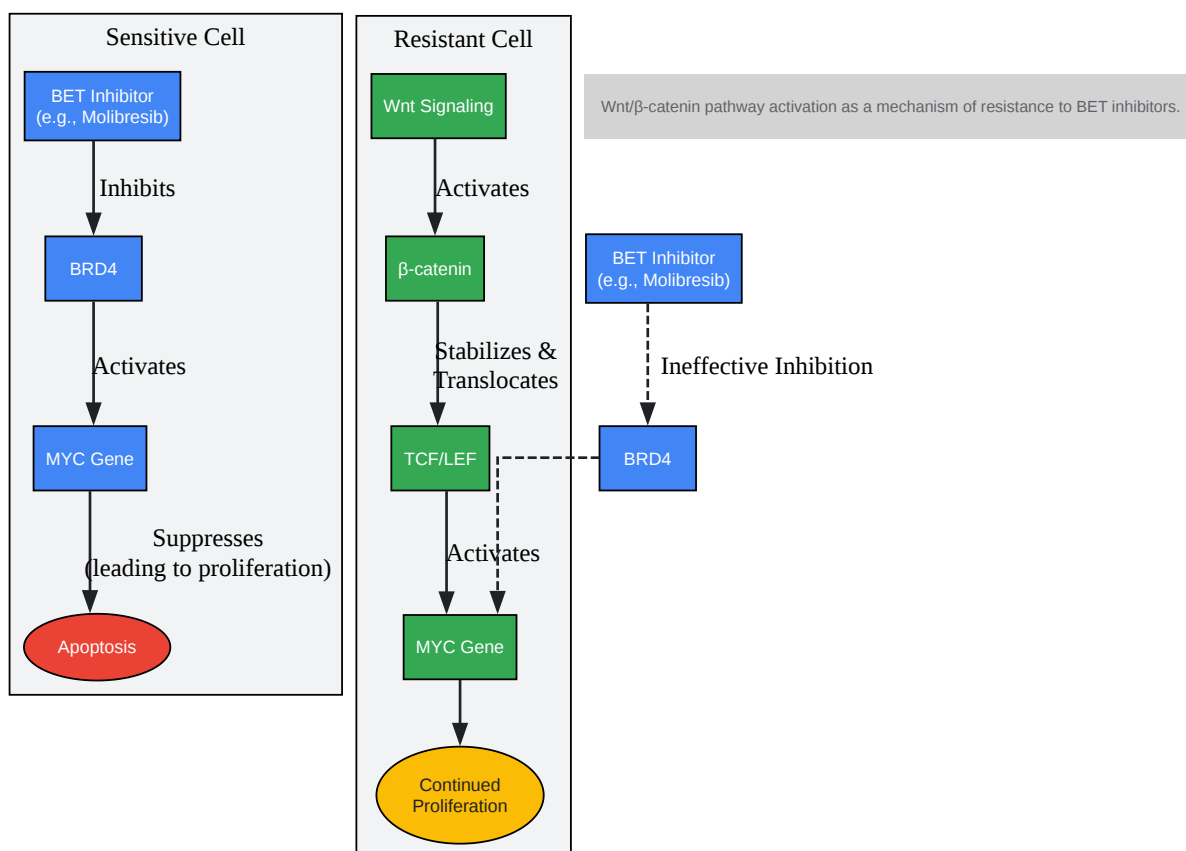 Sensitive Cell
BET Inhibitor
(e.g., Molibresib)
Inhibits
BRD4
Activates
MYC Gene
Suppresses
(leading to proliferation)
Apoptosis
Resistant Cell
Wnt Signaling
Activates
β-catenin
Stabilizes &
Translocates
TCF/LEF
Activates
MYC Gene
Continued
Proliferation
Wnt/β-catenin pathway activation as a mechanism of resistance to BET inhibitors.
BET Inhibitor
(e.g., Molibresib)
Ineffective Inhibition
BRD4